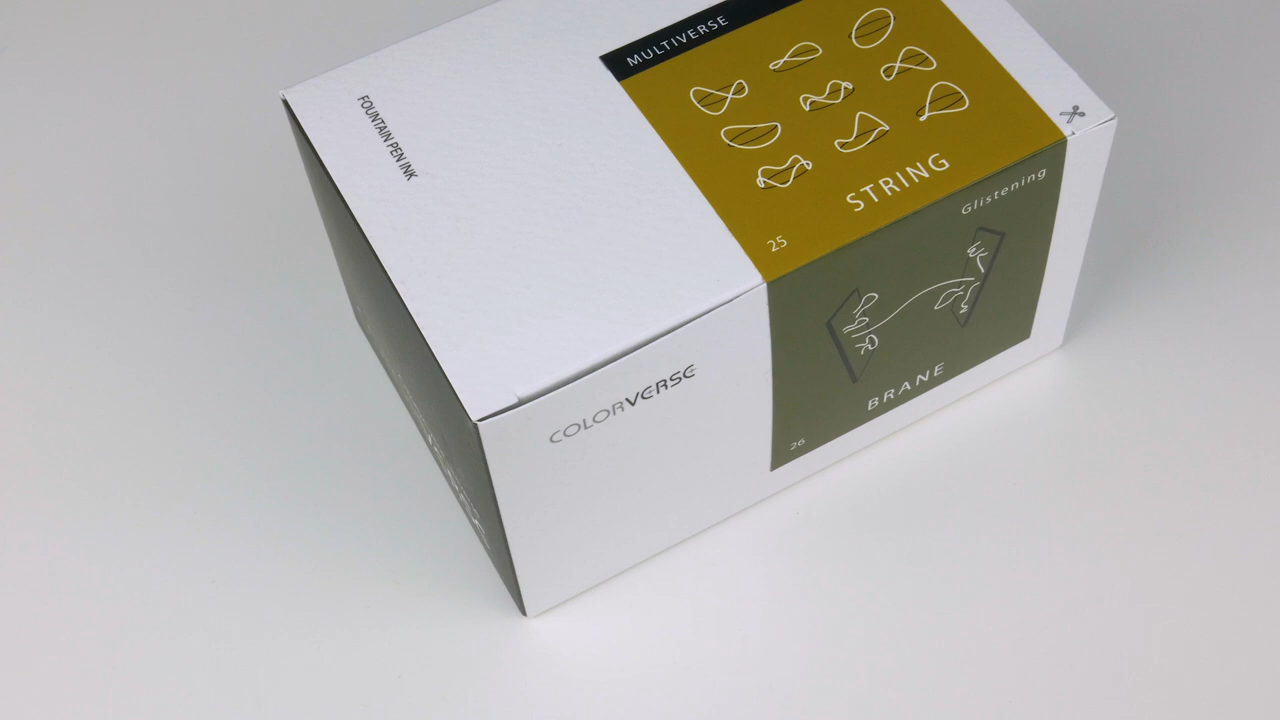 MULTIVERSE
FOUNTAIN PEN INK
STRING
25
Glistening
COLORVERSE
BRANE
26